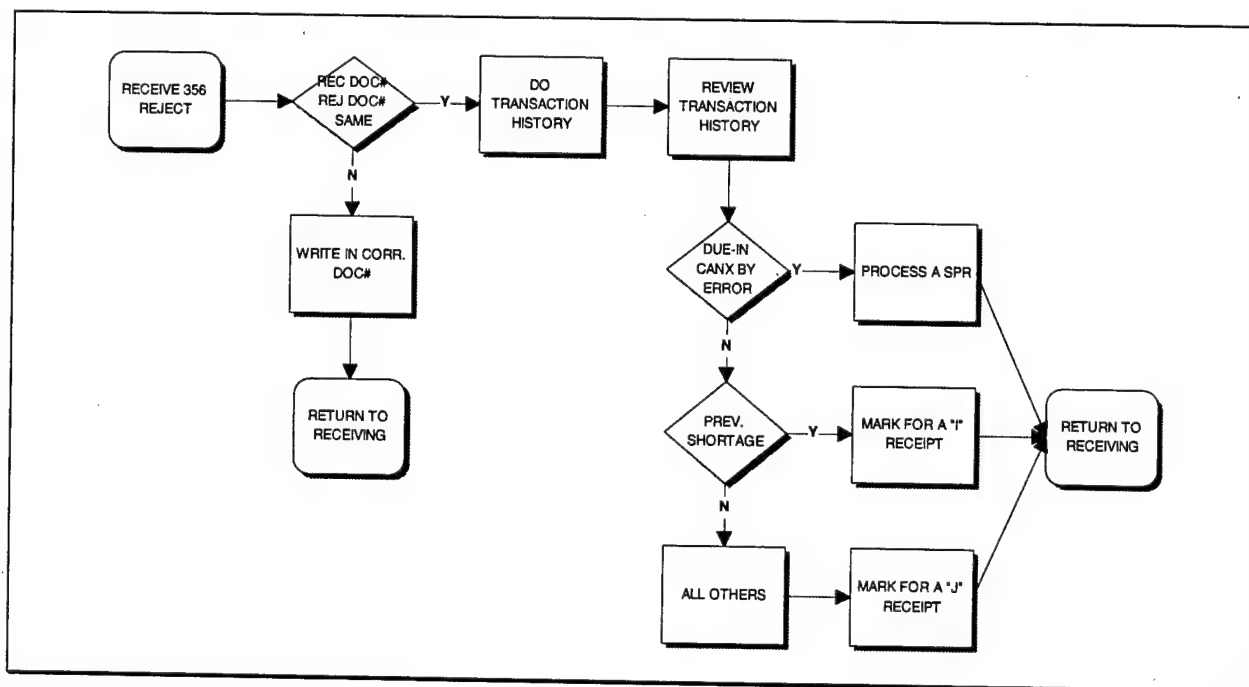 RECEIVE 356
REJECT
REC DOC#
REJ DOC#
SAME
Y
DO
TRANSACTION
HISTORY
REVIEW
TRANSACTION
HISTORY
N
WRITE IN CORR.
DOC#
RETURN TO
RECEIVING
DUE-IN
CANX BY
ERROR
Y
PROCESS A SPR
N
PREV.
SHORTAGE
Y
MARK FOR A "I"
RECEIPT
RETURN TO
RECEIVING
N
ALL OTHERS
MARK FOR A "J"
RECEIPT